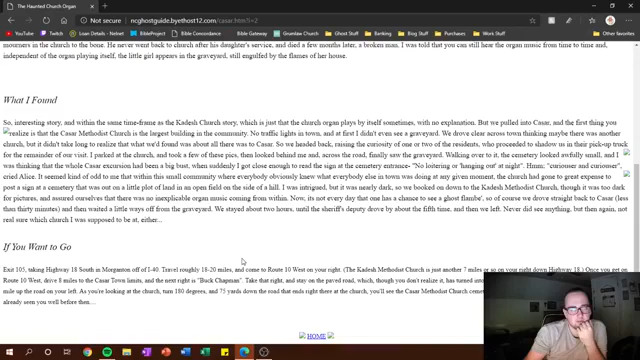 The Haunted Church Organ
Not secure | ncghostguide.byethost12.com/casar.html?i=2
YouTube
Twitch
Loan Details - Nelnet
BibleProject
Bible Concordance
Bible Gateway
Grawlix
Ghost Stuff
Banking
Shopping
Entertainment
mourners in the church to the bone. He never went back to church after his daughter's service, and died a few months later, a broken man. I was told that you can still hear the organ music from time to time and,
independent of the organ playing itself, the little girl appears in the graveyard, still engulfed by the flames of her house.
What I Found
So, interesting story, and within the same time-frame as the Kadesh Church story, which is just that the church organ plays by itself sometimes, with no explanation. But we pulled into Casar, and the first thing you
realize is that the Casar Methodist Church is the largest building in the community. No traffic lights in town, and at first I didn't even see a graveyard. We drove clear across town thinking maybe there was another
church, but it didn't take long to realize that what we'd found was about all there was to Casar. So we headed back, raising the curiosity of one or two of the residents, who proceeded to shadow us in their pick-up truck
for the remainder of our visit. I parked at the church, and took a few of these pics, then looked behind me and, across the road, finally saw the graveyard. Walking over to it, the cemetery looked awfully small, and I
was thinking that the whole Casar excursion had been a big bust, when suddenly I got close enough to read the sign at the cemetery entrance- "No loitering or hanging out at night". Hmm, "curiouser and curiouser",
cried Alice. It seemed kind of odd to me that within this small community where everybody obviously knew what everybody else in town was doing at any given moment, the church had gone to great expense to
post a sign at a cemetery that was out on a little plot of land in an open field on the side of a hill. I was intrigued, but it was nearly dark, so we booked on down to the Kadesh Methodist Church, though it was too dark
for pictures, and assured ourselves that there was no inexplicable organ music coming from within. Now, its not every day that one has a chance to see a 'ghost flambe', so of course we drove straight back to Casar (less
than thirty minutes) and then waited a little ways off from the graveyard. We stayed about two hours, until the sheriff's deputy drove by about the fifth time, and then we left. Never did see anything, but then again, not
real sure which church I was supposed to be at, either...
If You Want to Go
Exit 105, taking Highway 18 South in Morganton off of I-40. Travel roughly 18-20 miles, and come to Route 10 West on your right. (The Kadesh Methodist Church is just another 7 miles or so on your right down Highway 18.) Once you get on
Route 10 West, drive 8 miles to the Casar Town limits, and the next right is "Buck Chapman". Take that right, and stay on the paved road, which, though you don't realize it, has turned into
mile up the road on your left. As you're looking at the church, turn 180 degrees, and 75 yards down the road that ends right there at the church, you'll see the Casar Methodist Church
already seen you well before then....
HOME